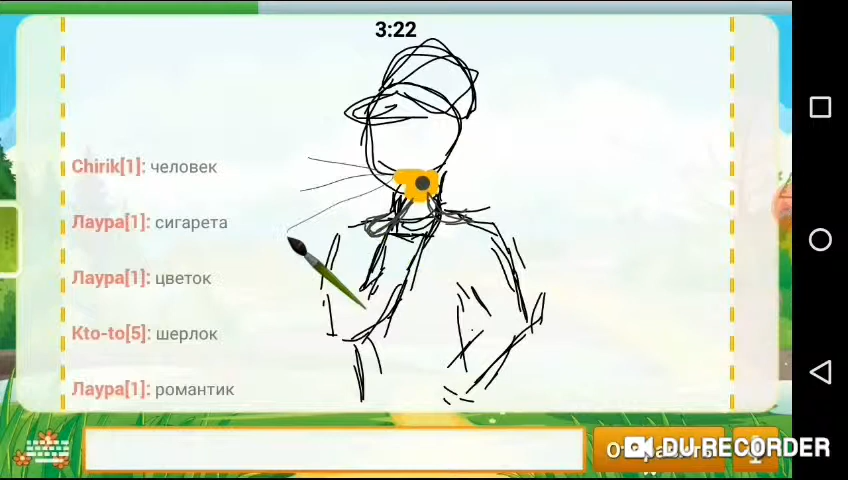 3:22
Chirik[1]: человек
Лаура[1]: сигарета
Лаура[1]: цветок
Kto-to[5]: шерлок
Лаура[1]: романтик
DU RECORDER